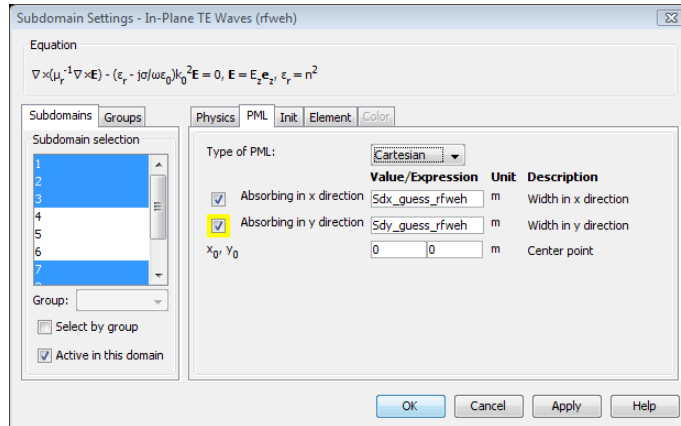 Subdomain Settings - In-Plane TE Waves (rfweh)
Equation
∇×(μr⁻¹∇×E) - (εr - jσ/ωε0)k0²E = 0, E = Ezez, εr = n²
Subdomains Groups
Subdomain selection
1
2
3
4
5
6
7
Group:
Select by group
Active in this domain
Physics PML Init Element Color
Type of PML: Cartesian
Value/Expression Unit Description
Absorbing in x direction Sdx_guess_rfweh m Width in x direction
Absorbing in y direction Sdy_guess_rfweh m Width in y direction
x0, y0 0 0 m Center point
OK Cancel Apply Help